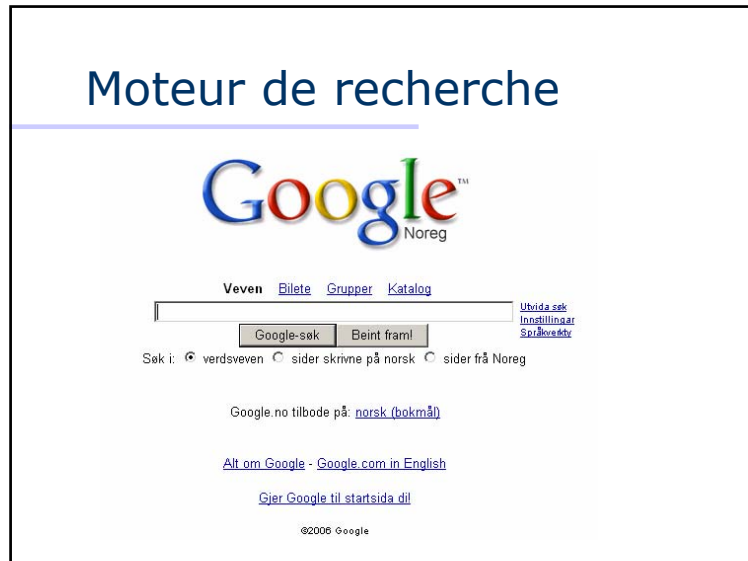 Moteur de recherche
Google™
Noreg
Veven Bilete Grupper Katalog
Utvida søk
Innstillingar
Språkverkty
Google-søk Beint fram!
Søk i: verdsveven sider skrivne på norsk sider frå Noreg
Google.no tilbode på: norsk (bokmål)
Alt om Google - Google.com in English
Gjer Google til startsida di!
©2006 Google